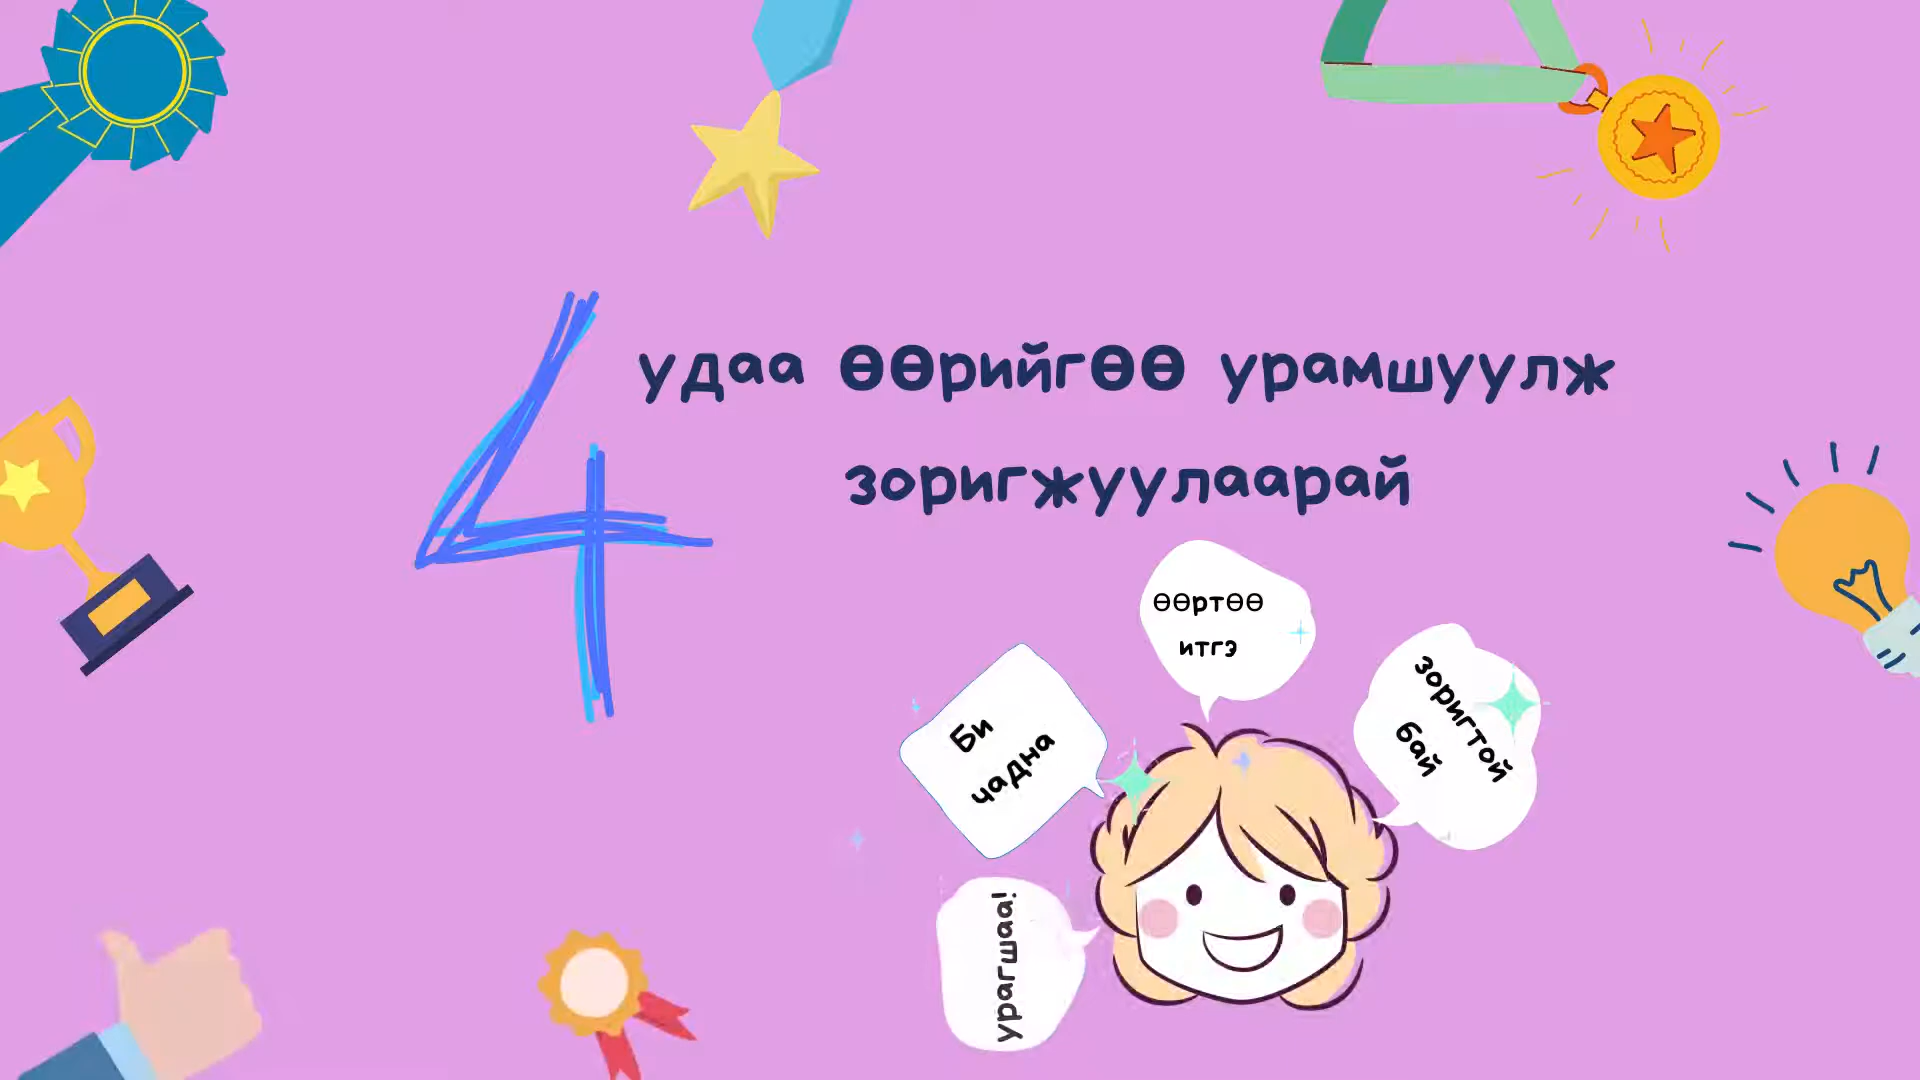 4 удаа өөрийгөө урамшуулж
зоригжуулаарай
өөртөө
итгэ
зоригтой
бай
Би
чадна
урагшаа!